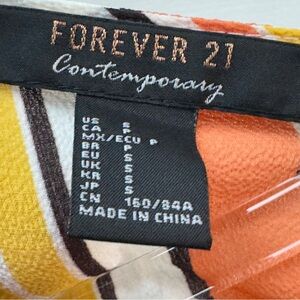 FOREVER 21
Contemporary
US S
CA P
MX/ECU P
BR P
EU S
UK S
KR S
JP S
CN 160/84A
MADE IN CHINA